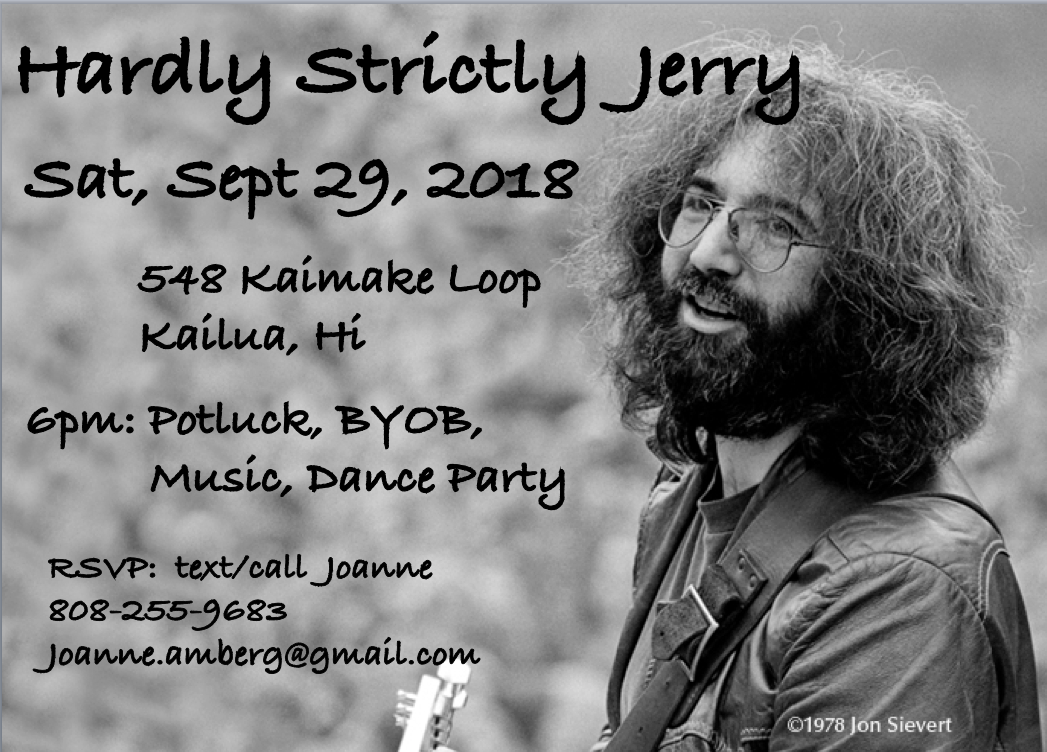 Hardly Strictly Jerry
Sat, Sept 29, 2018
548 Kaimake Loop
Kailua, Hi
6pm: Potluck, BYOB,
Music, Dance Party
RSVP: text/call Joanne
808-255-9683
Joanne.amberg@gmail.com
©1978 Jon Sievert